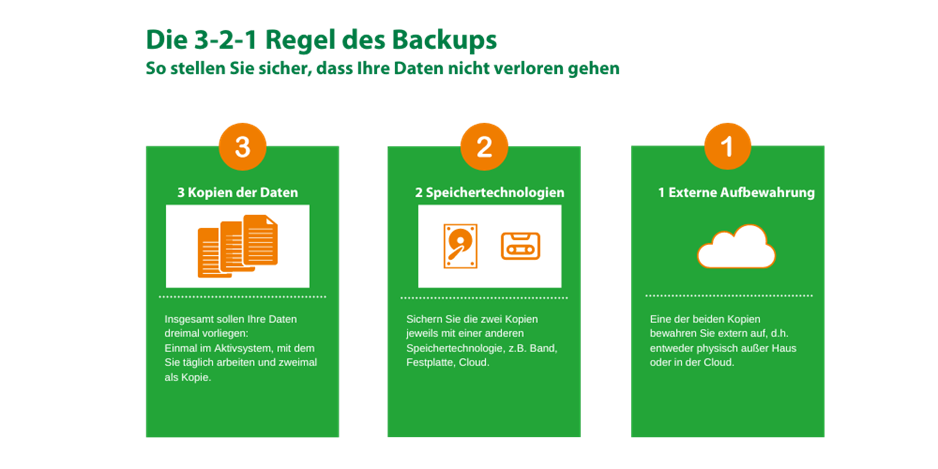 Die 3-2-1 Regel des Backups
So stellen Sie sicher, dass Ihre Daten nicht verloren gehen
3
3 Kopien der Daten
Insgesamt sollen Ihre Daten
dreimal vorliegen:
Einmal im Aktivsystem, mit dem
Sie täglich arbeiten und zweimal
als Kopie.
2
2 Speichertechnologien
Sichern Sie die zwei Kopien
jeweils mit einer anderen
Speichertechnologie, z.B. Band,
Festplatte, Cloud.
1
1 Externe Aufbewahrung
Eine der beiden Kopien
bewahren Sie extern auf, d.h.
entweder physisch außer Haus
oder in der Cloud.